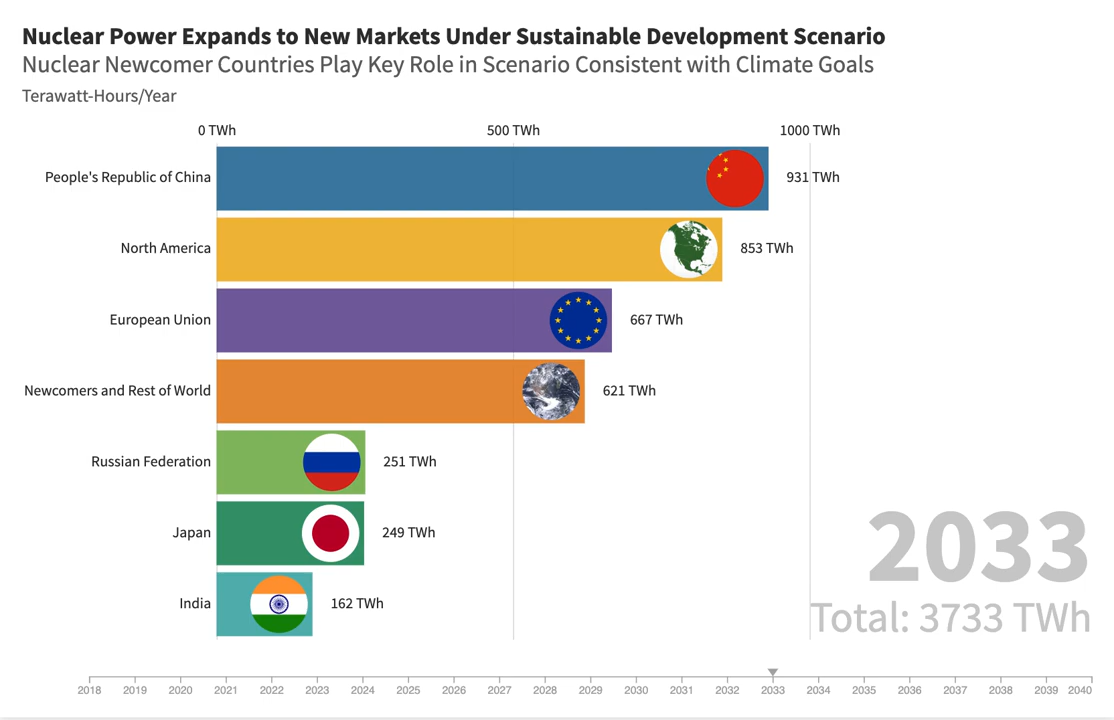 Nuclear Power Expands to New Markets Under Sustainable Development Scenario
Nuclear Newcomer Countries Play Key Role in Scenario Consistent with Climate Goals
Terawatt-Hours/Year
0 TWh 500 TWh 1000 TWh
People's Republic of China 931 TWh
North America 853 TWh
European Union 667 TWh
Newcomers and Rest of World 621 TWh
Russian Federation 251 TWh
Japan 249 TWh
India 162 TWh
2033
Total: 3733 TWh
2018 2019 2020 2021 2022 2023 2024 2025 2026 2027 2028 2029 2030 2031 2032 2033 2034 2035 2036 2037 2038 2039 2040